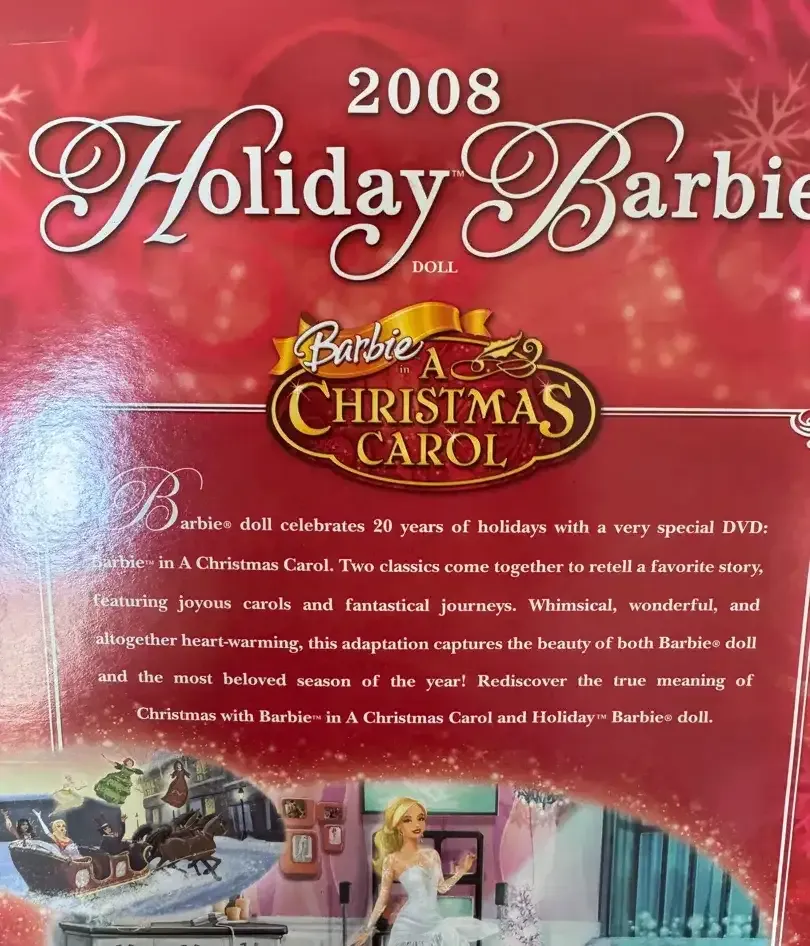 2008
Holiday™ Barbie
DOLL
Barbie
in A
CHRISTMAS
CAROL
Barbie® doll celebrates 20 years of holidays with a very special DVD:
Barbie™ in A Christmas Carol. Two classics come together to retell a favorite story,
featuring joyous carols and fantastical journeys. Whimsical, wonderful, and
altogether heart-warming, this adaptation captures the beauty of both Barbie® doll
and the most beloved season of the year! Rediscover the true meaning of
Christmas with Barbie™ in A Christmas Carol and Holiday™ Barbie® doll.